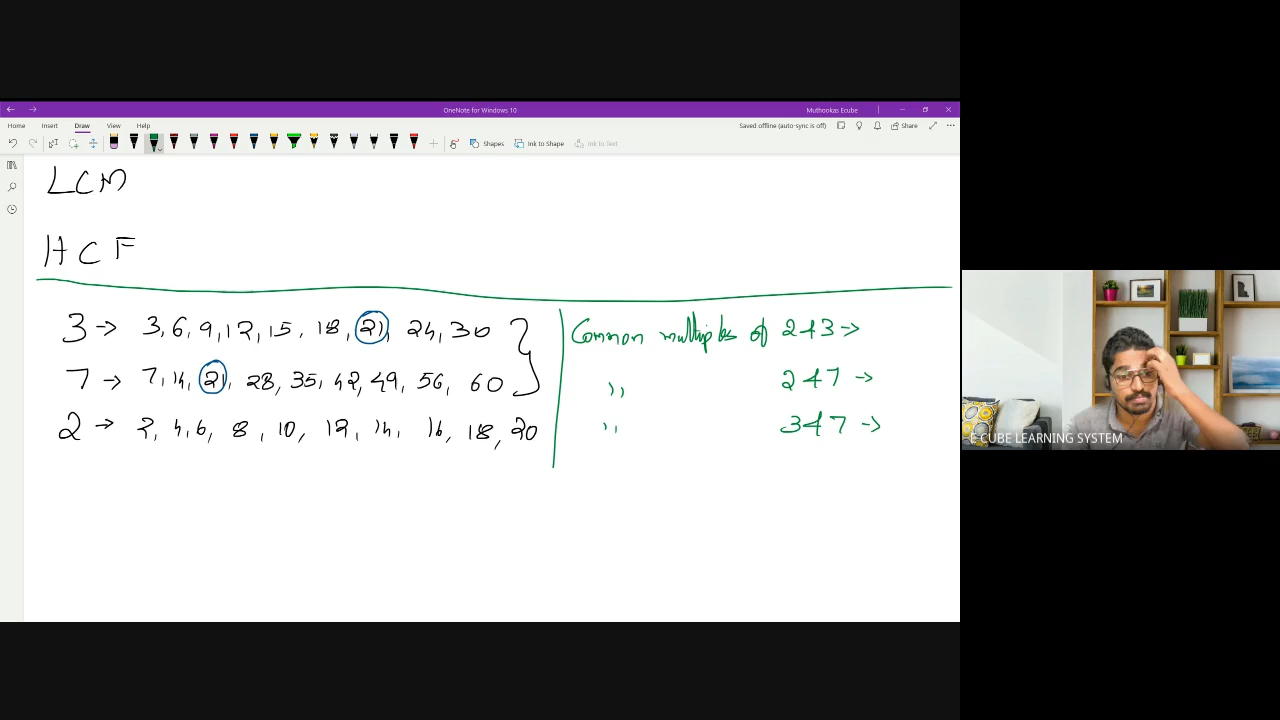 OneNote for Windows 10
Muthookas Ecube
Home Insert Draw View Help
Saved offline (auto-sync is off)
Share
Shapes
Ink to Shape
Ink to Text
LCM
HCF
3 → 3, 6, 9, 12, 15, 18, 21, 24, 30
7 → 7, 14, 21, 28, 35, 42, 49, 56, 60
2 → 2, 4, 6, 8, 10, 12, 14, 16, 18, 20
Common multiples of 2 & 3 →
,, 2 & 7 →
,, 3 & 7 →
E CUBE LEARNING SYSTEM